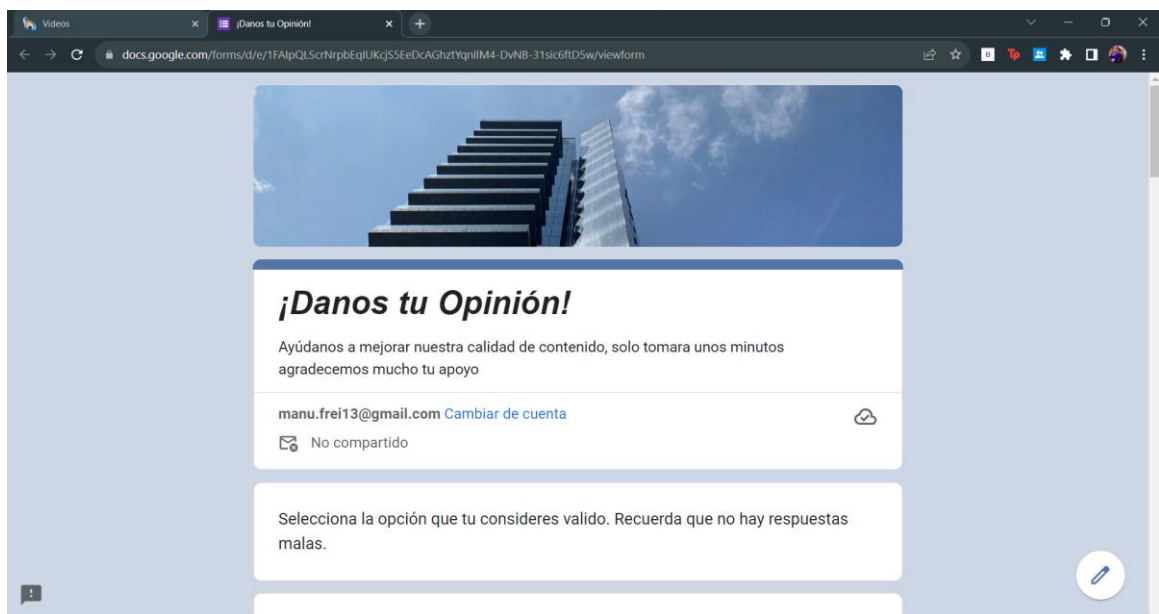 Videos
¡Danos tu Opinión!
docs.google.com/forms/d/e/1FAIpQLScrNrpbEqIUKcjS5EeDcAGhztYqnIlM4-DvNB-31sic6ftD5w/viewform
¡Danos tu Opinión!
Ayúdanos a mejorar nuestra calidad de contenido, solo tomara unos minutos
agradecemos mucho tu apoyo
manu.frei13@gmail.com Cambiar de cuenta
No compartido
Selecciona la opción que tu consideres valido. Recuerda que no hay respuestas
malas.